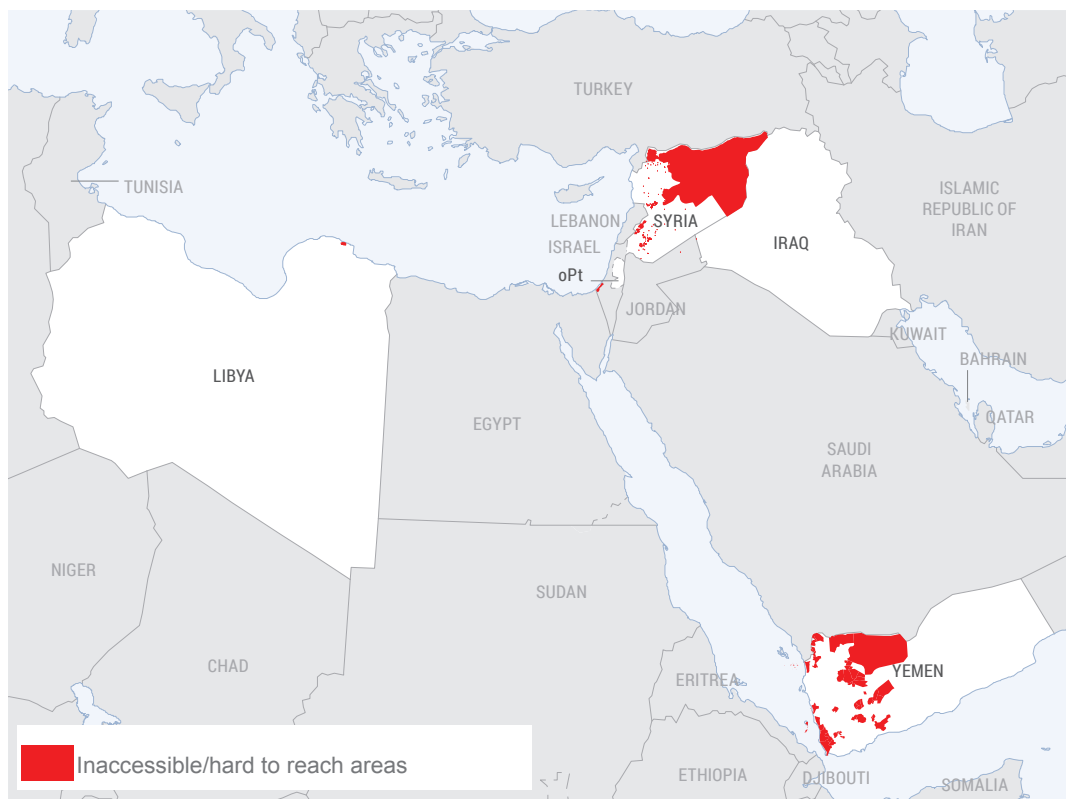 TURKEY
TUNISIA
ISLAMIC
REPUBLIC OF
IRAN
LEBANON
SYRIA
ISRAEL
IRAQ
oPt
JORDAN
KUWAIT
BAHRAIN
LIBYA
QATAR
EGYPT
SAUDI
ARABIA
NIGER
SUDAN
CHAD
ERITREA
YEMEN
Inaccessible/hard to reach areas
ETHIOPIA
DJIBOUTI
SOMALIA